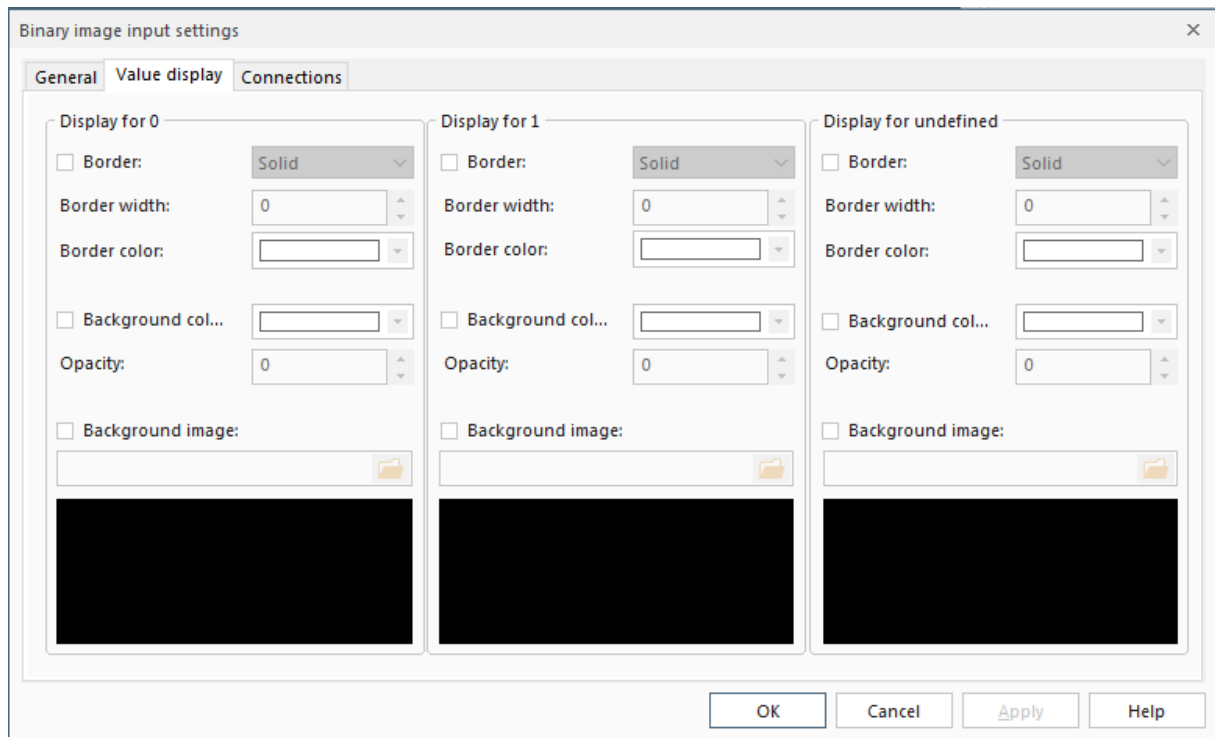 Binary image input settings
General Value display Connections
Display for 0
Border: Solid
Border width: 0
Border color:
Background col...
Opacity: 0
Background image:
Display for 1
Border: Solid
Border width: 0
Border color:
Background col...
Opacity: 0
Background image:
Display for undefined
Border: Solid
Border width: 0
Border color:
Background col...
Opacity: 0
Background image:
OK Cancel Apply Help